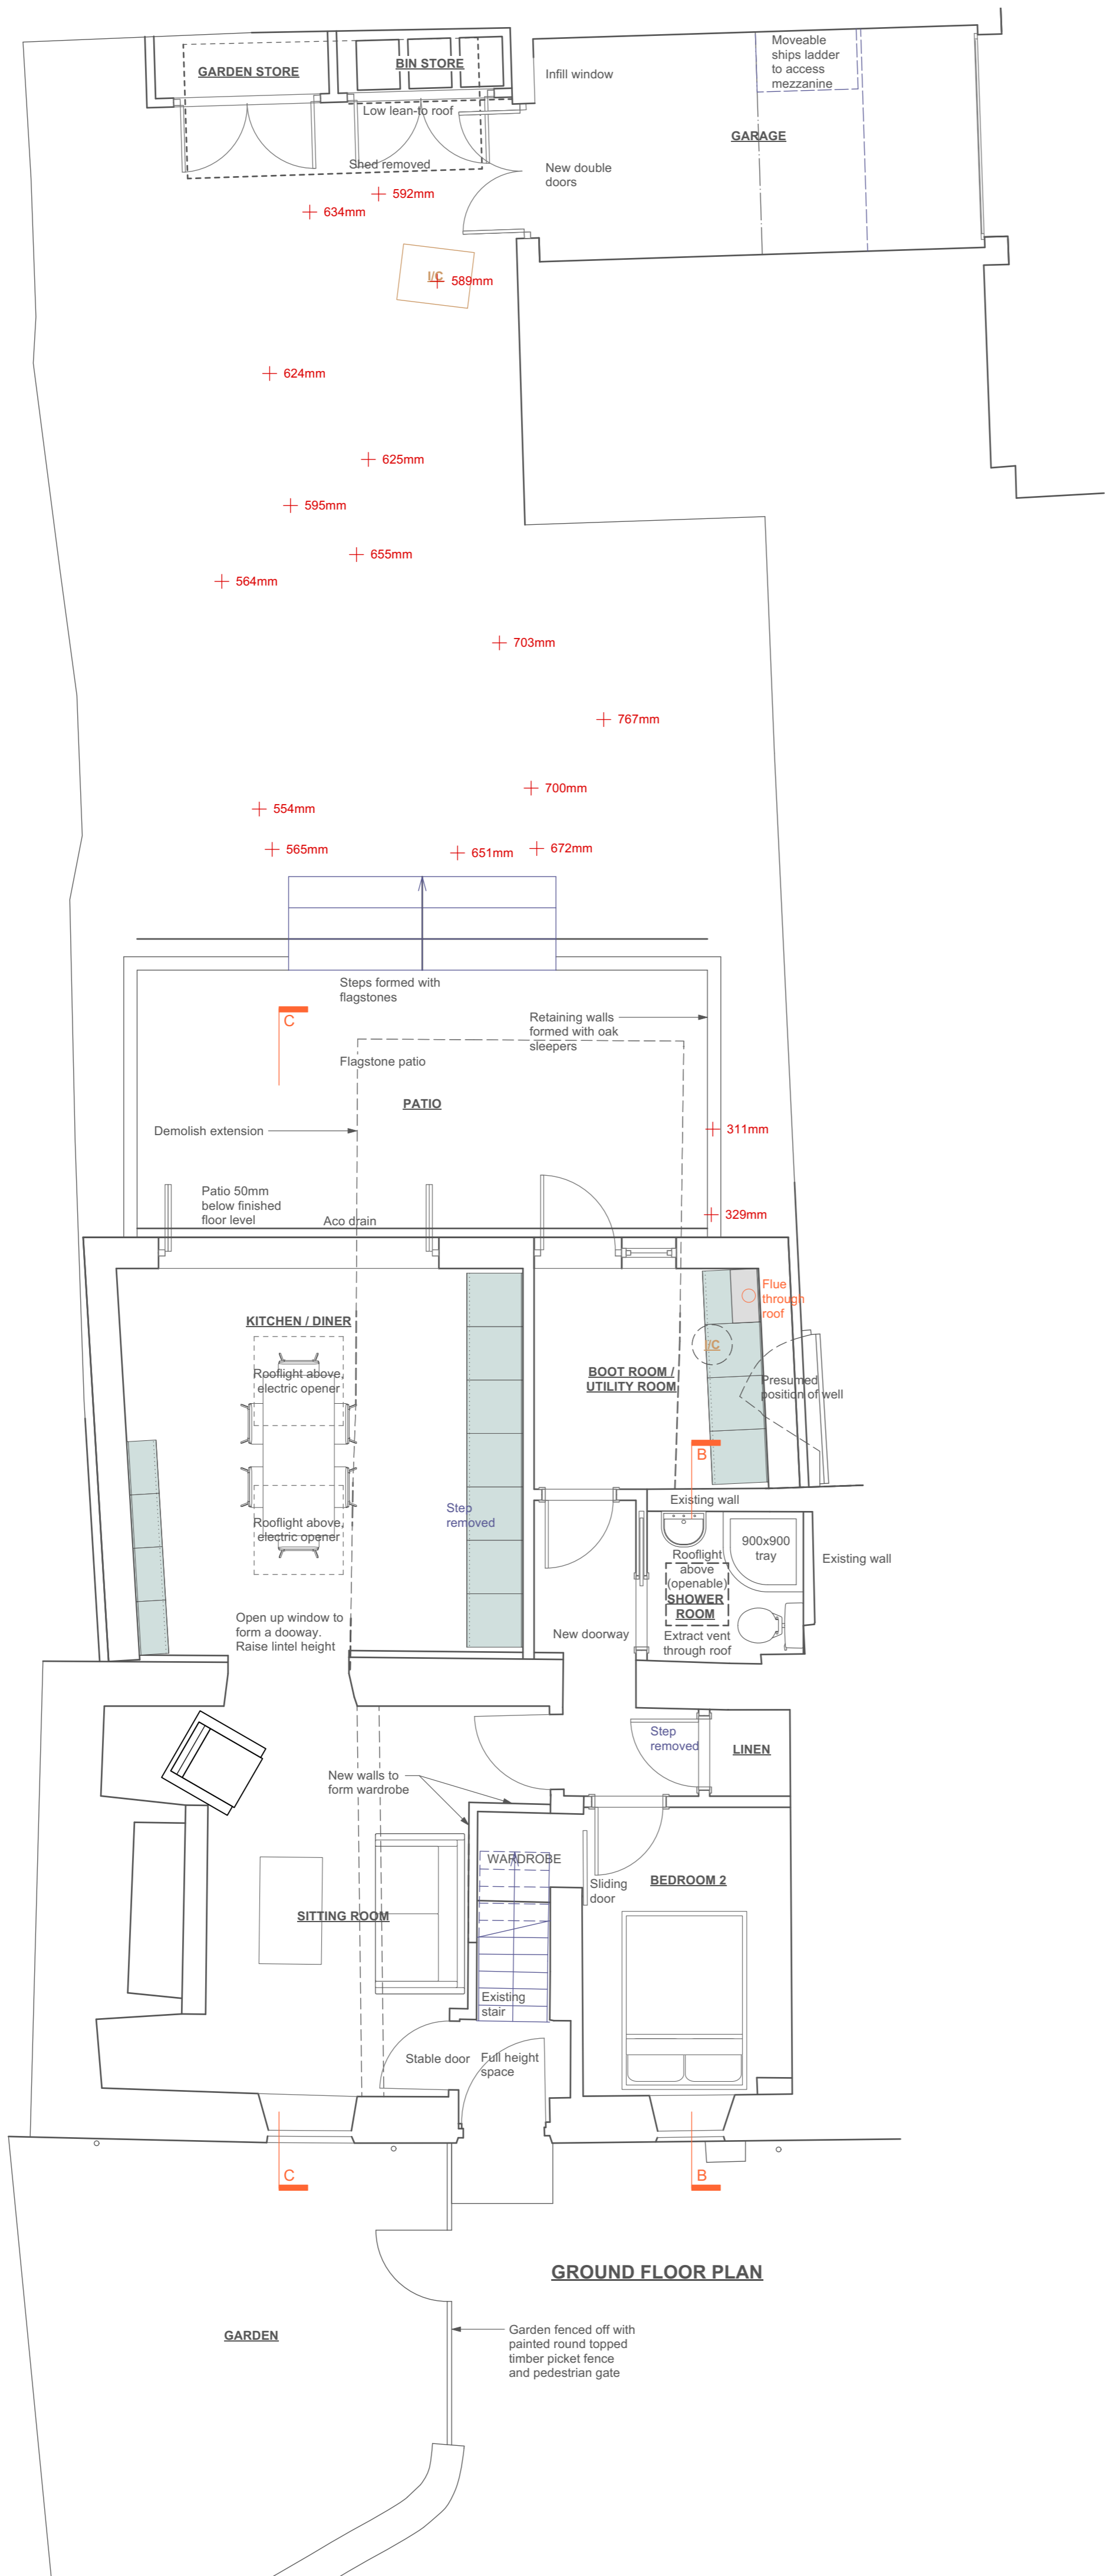 Moveable
ships ladder
to access
mezzanine
GARDEN STORE
BIN STORE
Infill window
Low lean-to roof
GARAGE
Shed removed
New double
doors
592mm
634mm
I/C
589mm
624mm
625mm
595mm
655mm
564mm
703mm
767mm
700mm
554mm
565mm
651mm
672mm
Steps formed with
flagstones
C
Retaining walls
formed with oak
sleepers
Flagstone patio
PATIO
Demolish extension
311mm
Patio 50mm
below finished
floor level
Aco drain
329mm
Flue
through
roof
KITCHEN / DINER
I/C
Rooflight above,
electric opener
BOOT ROOM /
UTILITY ROOM
Presumed
position of well
B
Step
removed
Existing wall
Rooflight above,
electric opener
900x900
tray
Existing wall
Rooflight
above
(openable)
SHOWER
ROOM
Extract vent
through roof
Open up window to
form a dooway.
Raise lintel height
New doorway
Step
removed
LINEN
New walls to
form wardrobe
WARDROBE
Sliding
door
BEDROOM 2
SITTING ROOM
Existing
stair
Stable door
Full height
space
C
B
GROUND FLOOR PLAN
GARDEN
Garden fenced off with
painted round topped
timber picket fence
and pedestrian gate